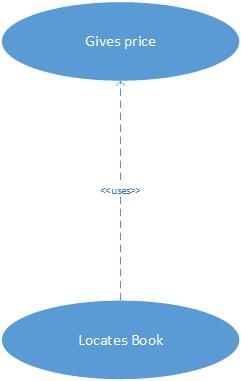 Gives price
<<uses>>
Locates Book